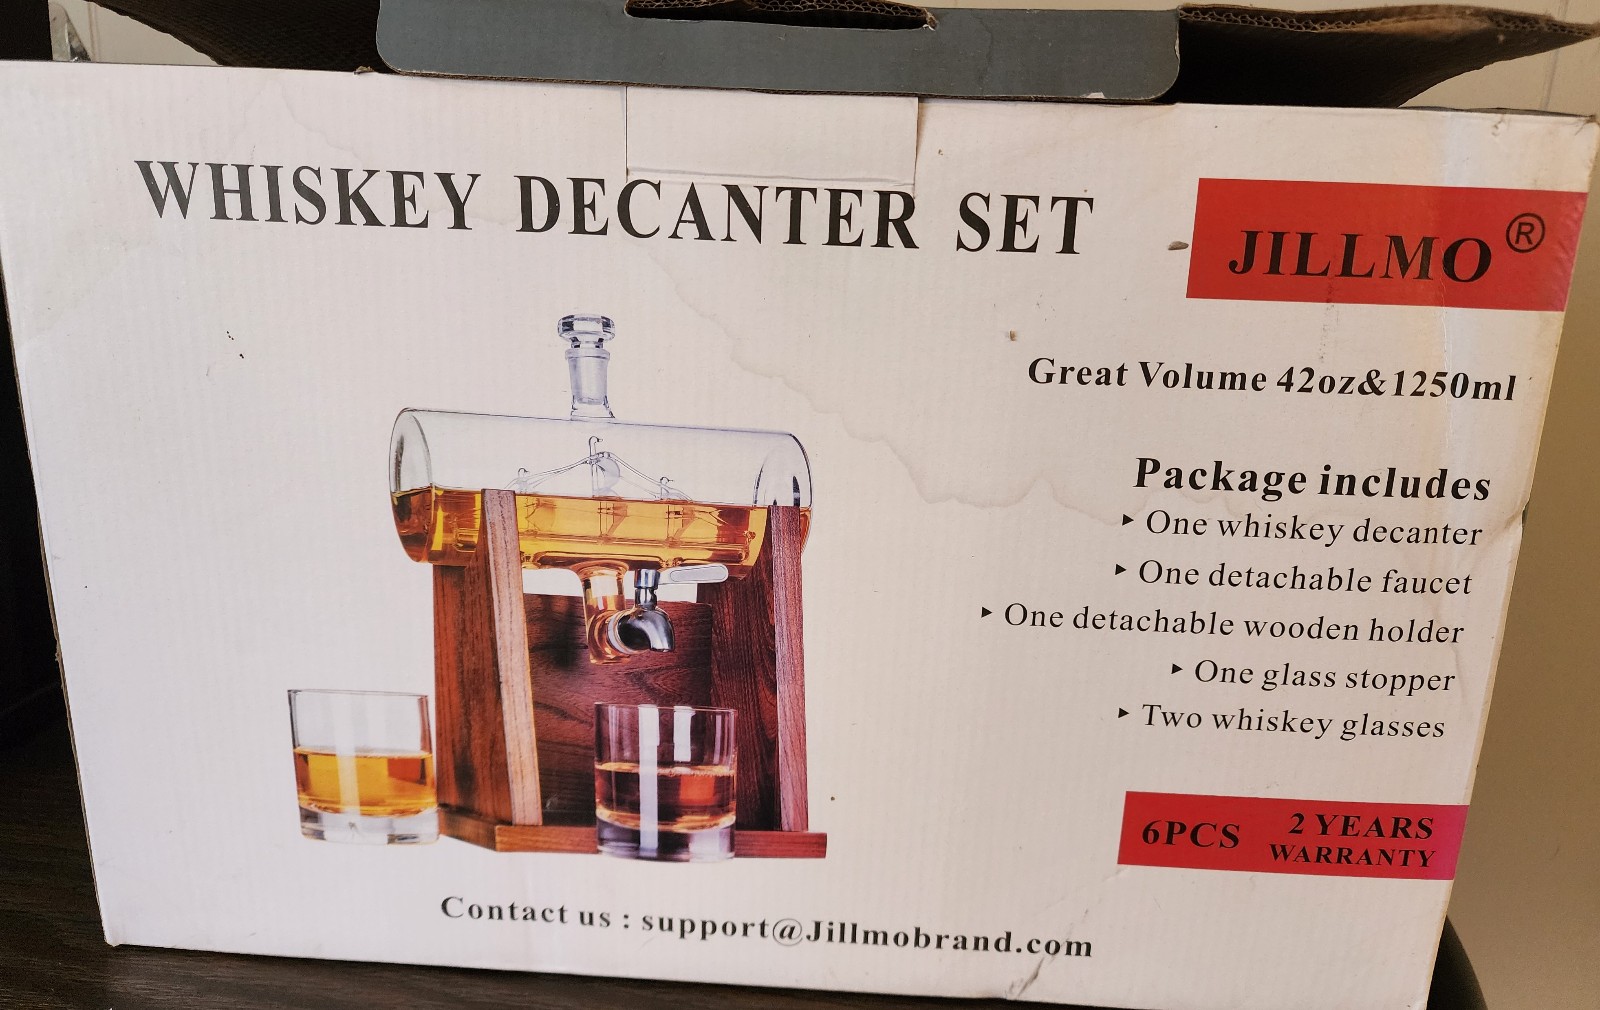 WHISKEY DECANTER SET
JILLMO®
Great Volume 42oz&1250ml
Package includes
▸ One whiskey decanter
▸ One detachable faucet
▸ One detachable wooden holder
▸ One glass stopper
▸ Two whiskey glasses
6PCS
2 YEARS
WARRANTY
Contact us : support@Jillmobrand.com